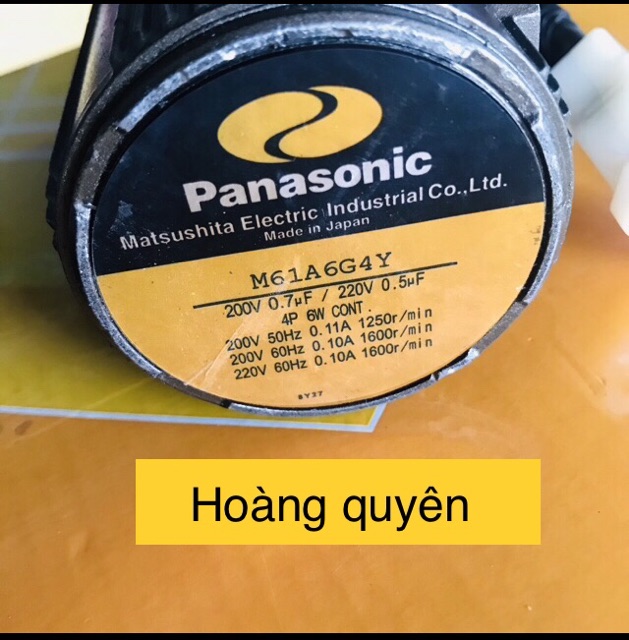 Panasonic
Matsushita Electric Industrial Co.,Ltd.
Made in Japan
M61A6G4Y
200V 0.7µF / 220V 0.5µF
4P 6W CONT.
200V 50Hz 0.11A 1250r/min
200V 60Hz 0.10A 1600r/min
220V 60Hz 0.10A 1600r/min
8Y27
Hoàng quyên